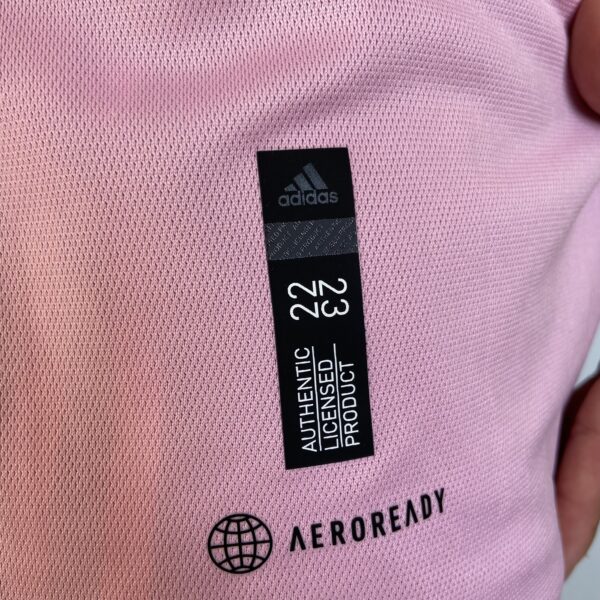 adidas
22
23
AUTHENTIC
LICENSED
PRODUCT
AEROREADY